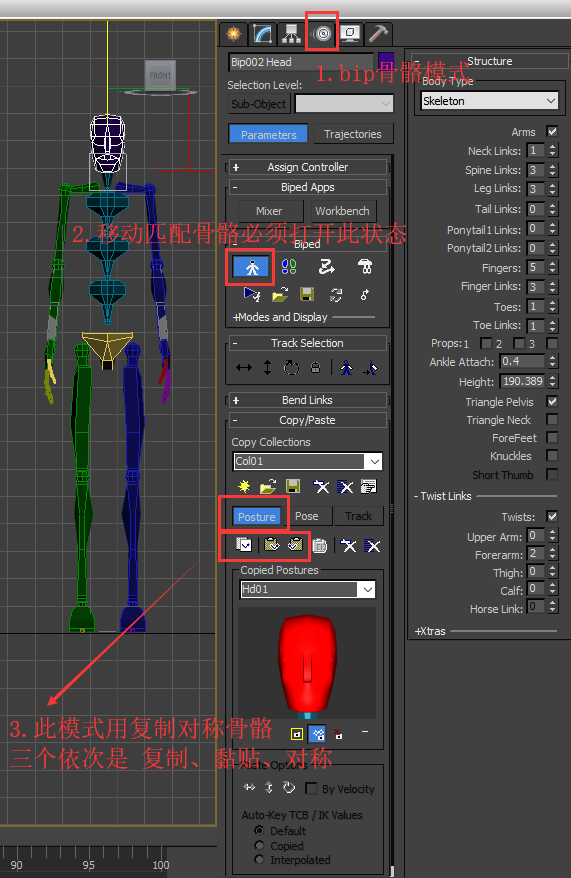 FRONT
Bip002 Head
1.bip骨骼模式
Selection Level:
Sub-Object
Parameters
Trajectories
+ Assign Controller
- Biped Apps
Mixer
Workbench
2.移动匹配骨骼必须打开此状态
- Biped
+Modes and Display
- Track Selection
+ Bend Links
- Copy/Paste
Copy Collections
Col01
Posture
Pose
Track
Copied Postures
Hd01
3.此模式用复制对称骨骼
三个依次是 复制、黏贴、对称
Paste Options
By Velocity
Auto-Key TCB / IK Values
Default
Copied
Interpolated
90
95
100
- Structure
Body Type
Skeleton
Arms
Neck Links: 1
Spine Links: 3
Leg Links: 3
Tail Links: 0
Ponytail1 Links: 0
Ponytail2 Links: 0
Fingers: 5
Finger Links: 3
Toes: 1
Toe Links: 1
Props:1 2 3
Ankle Attach: 0.4
Height: 190.389
Triangle Pelvis
Triangle Neck
ForeFeet
Knuckles
Short Thumb
- Twist Links
Twists:
Upper Arm: 0
Forearm: 2
Thigh: 0
Calf: 0
Horse Link: 0
+Xtras